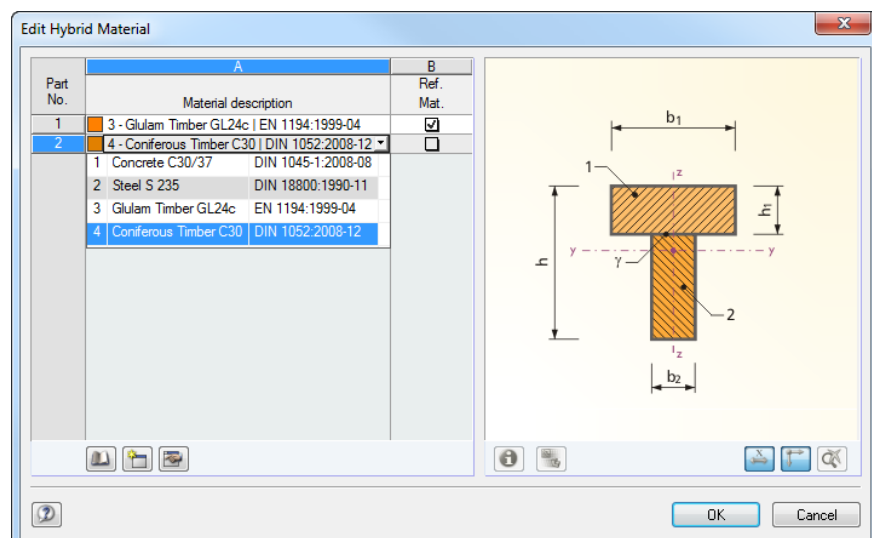 Edit Hybrid Material
x
A
B
Part
No.
Material description
Ref.
Mat.
1
3 - Glulam Timber GL24c | EN 1194:1999-04
2
4 - Coniferous Timber C30 | DIN 1052:2008-12
1 Concrete C30/37 DIN 1045-1:2008-08
2 Steel S 235 DIN 18800:1990-11
3 Glulam Timber GL24c EN 1194:1999-04
4 Coniferous Timber C30 DIN 1052:2008-12
b1
1
z
h1
y
y
h
γ
2
z
b2
i
X
?
OK
Cancel